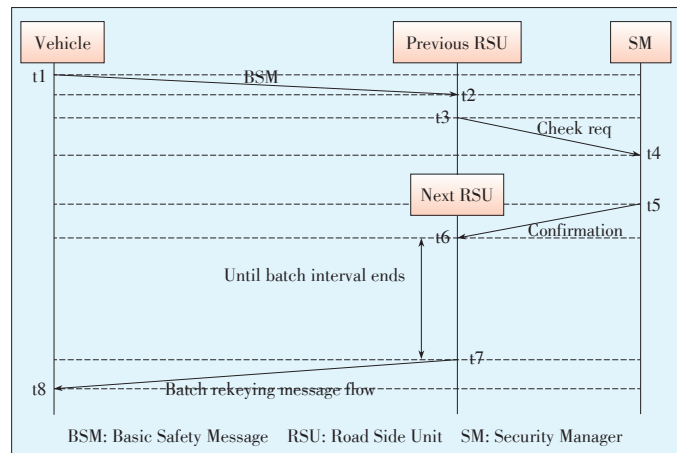 Vehicle
Previous RSU
SM
t1
BSM
t2
t3
Cheek req
t4
Next RSU
t5
t6
Confirmation
Until batch interval ends
t7
t8
Batch rekeying message flow
BSM: Basic Safety Message RSU: Road Side Unit SM: Security Manager